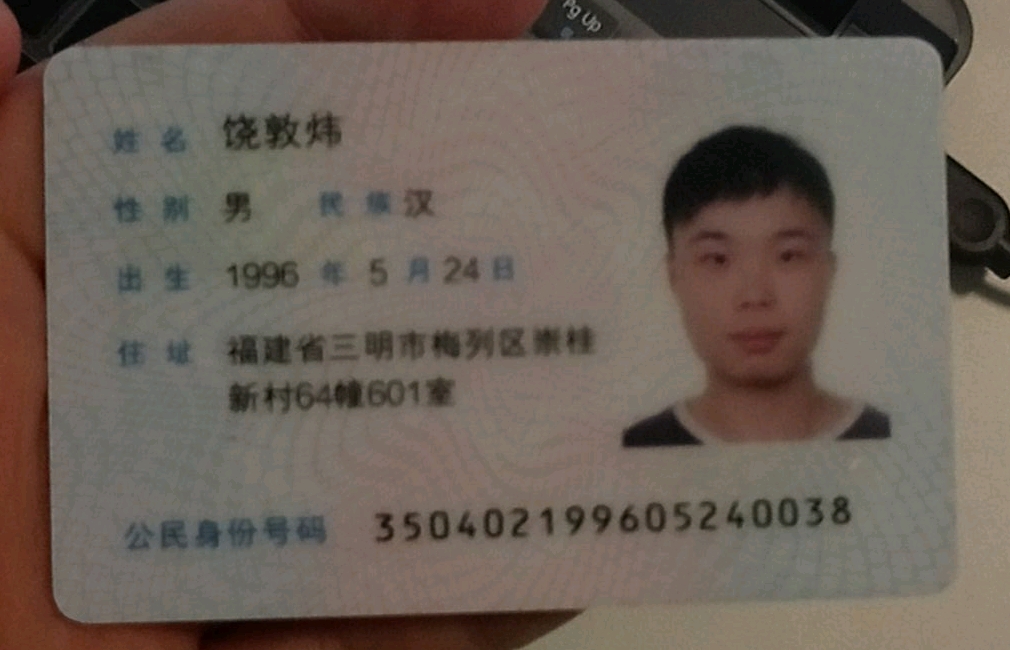 Pg Up
姓名 饶敦炜
性别 男 民族 汉
出生 1996 年 5 月 24 日
住址 福建省三明市梅列区崇桂
新村64幢601室
公民身份号码 350402199605240038